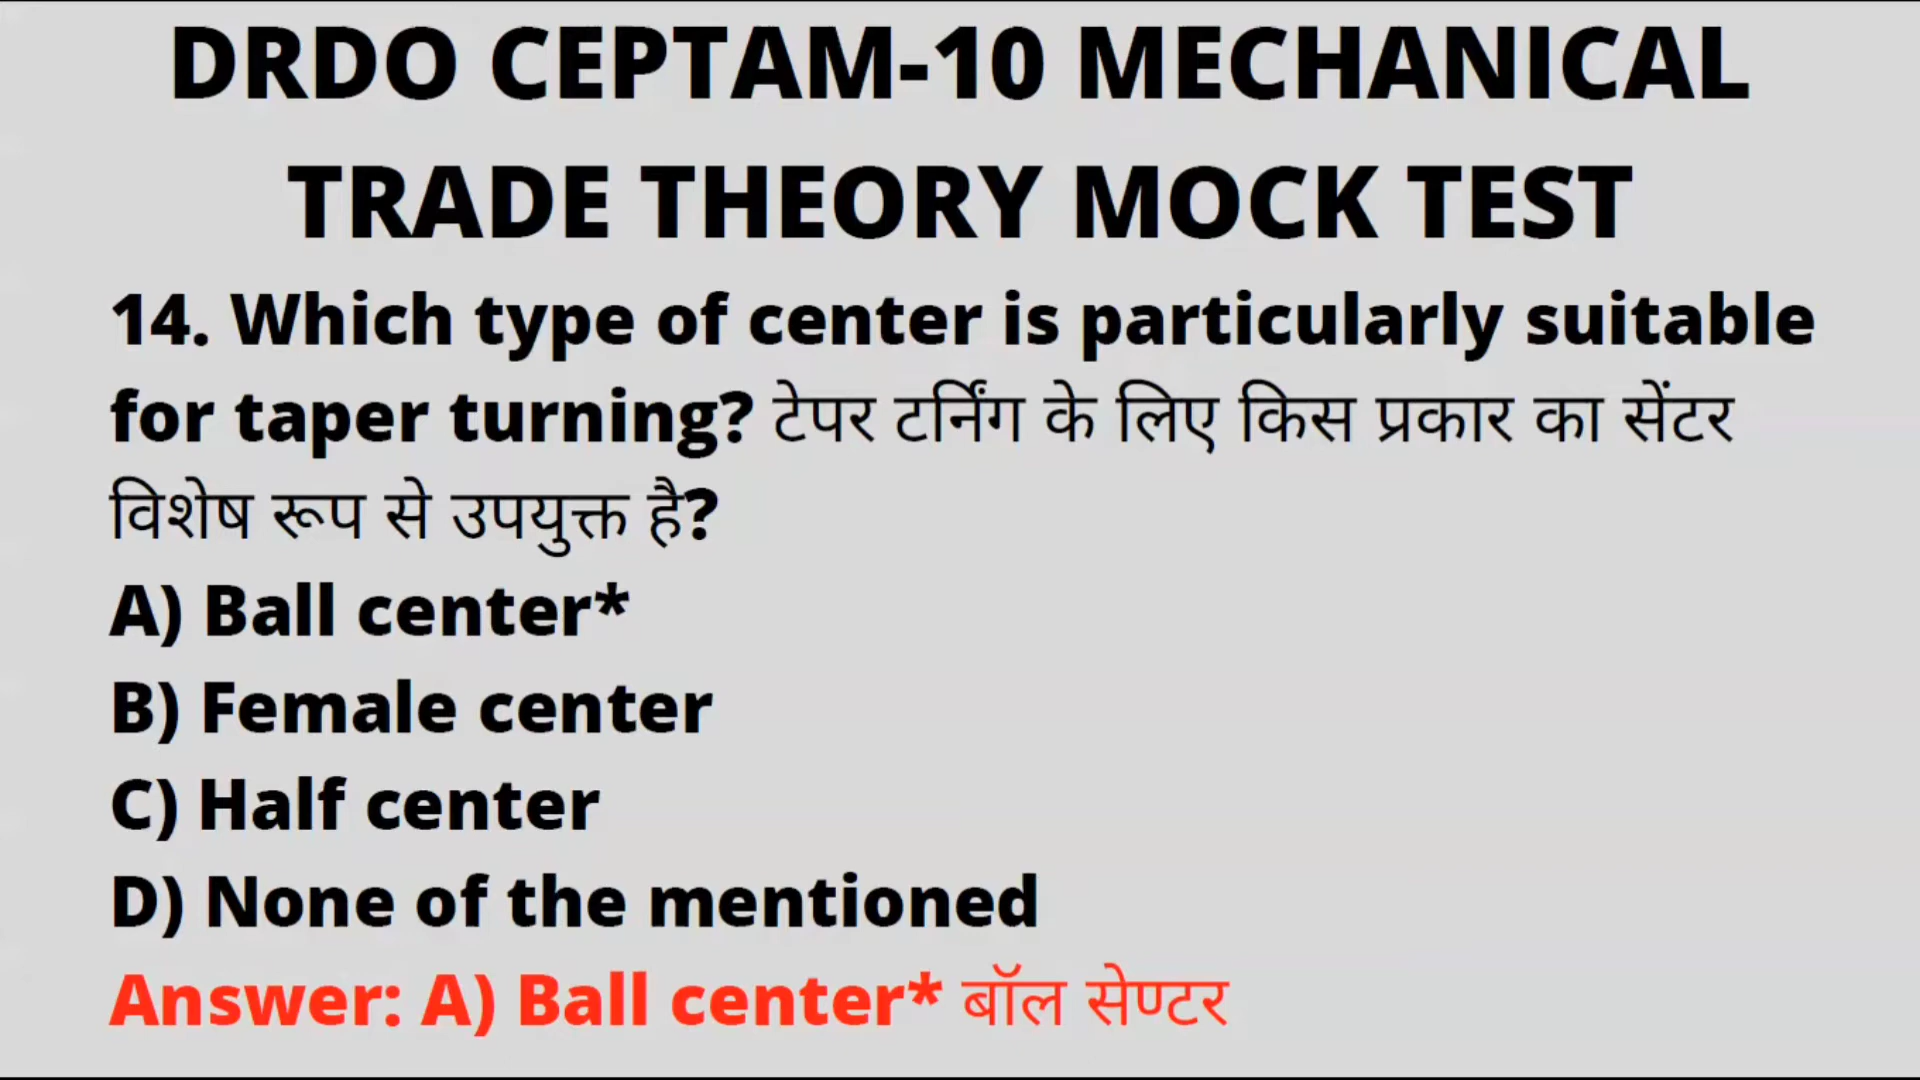 DRDO CEPTAM-10 MECHANICAL
TRADE THEORY MOCK TEST
14. Which type of center is particularly suitable
for taper turning? टेपर टर्निंग के लिए किस प्रकार का सेंटर
विशेष रूप से उपयुक्त है?
A) Ball center*
B) Female center
C) Half center
D) None of the mentioned
Answer: A) Ball center* बॉल सेण्टर